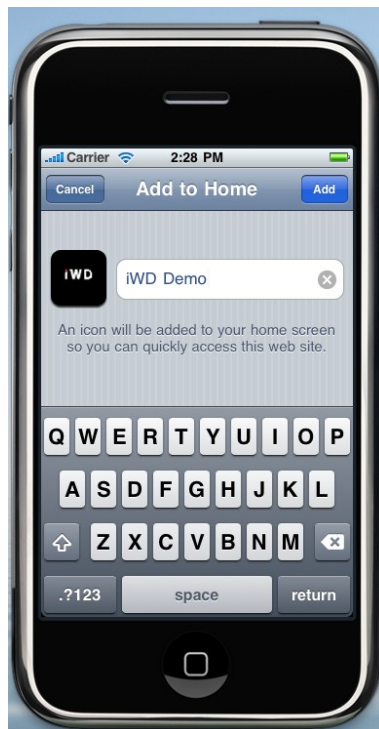 Carrier
2:28 PM
Cancel
Add to Home
Add
iWD
iWD Demo
An icon will be added to your home screen
so you can quickly access this web site.
Q W E R T Y U I O P
A S D F G H J K L
Z X C V B N M
.?123
space
return